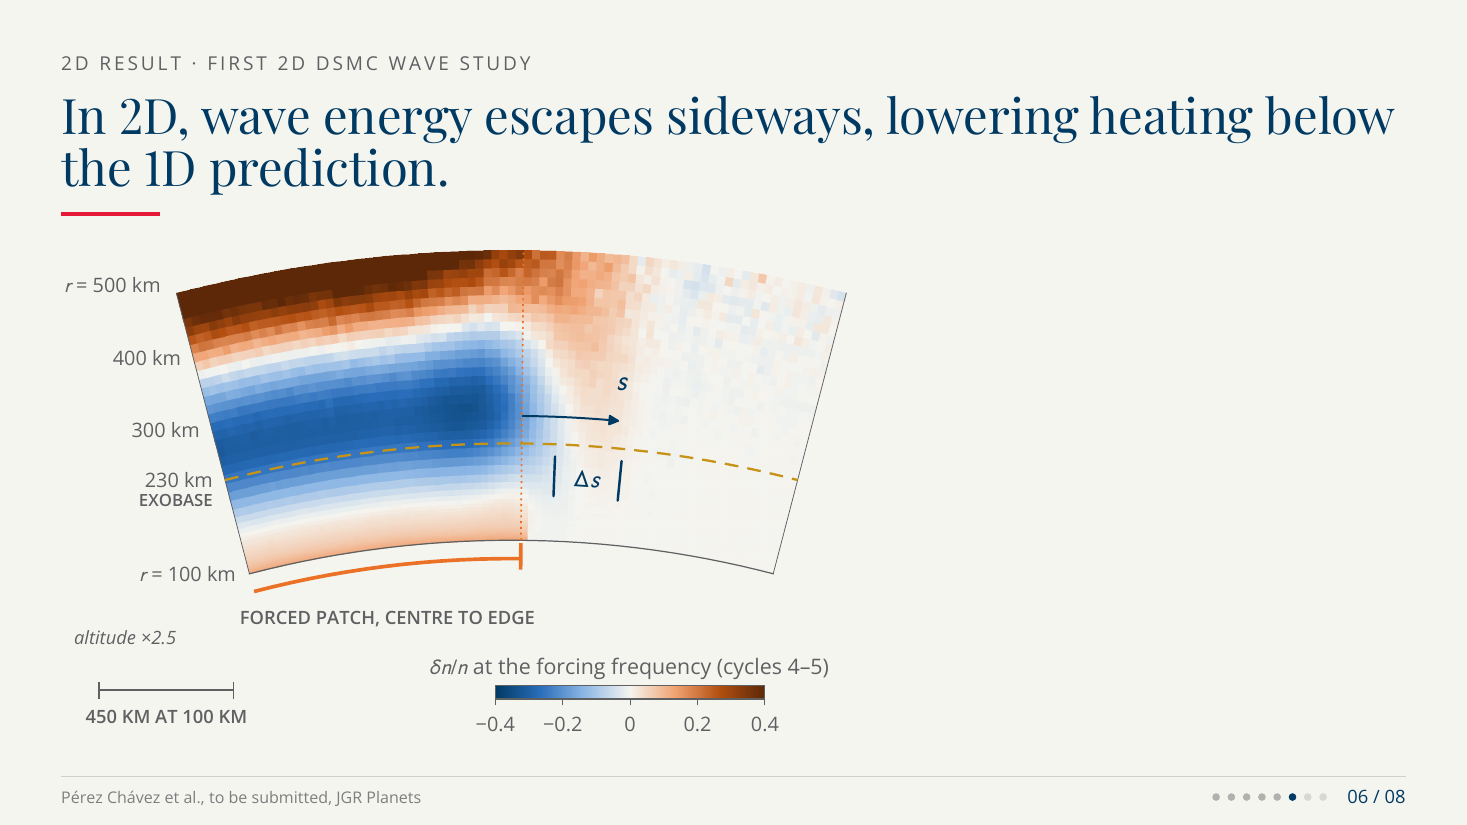 2D RESULT · FIRST 2D DSMC WAVE STUDY
In 2D, wave energy escapes sideways, lowering heating below
the 1D prediction.
r = 500 km
400 km
300 km
230 km
EXOBASE
r = 100 km
s
Δs
FORCED PATCH, CENTRE TO EDGE
altitude ×2.5
450 KM AT 100 KM
δn/n at the forcing frequency (cycles 4–5)
−0.4 −0.2 0 0.2 0.4
Pérez Chávez et al., to be submitted, JGR Planets
06 / 08